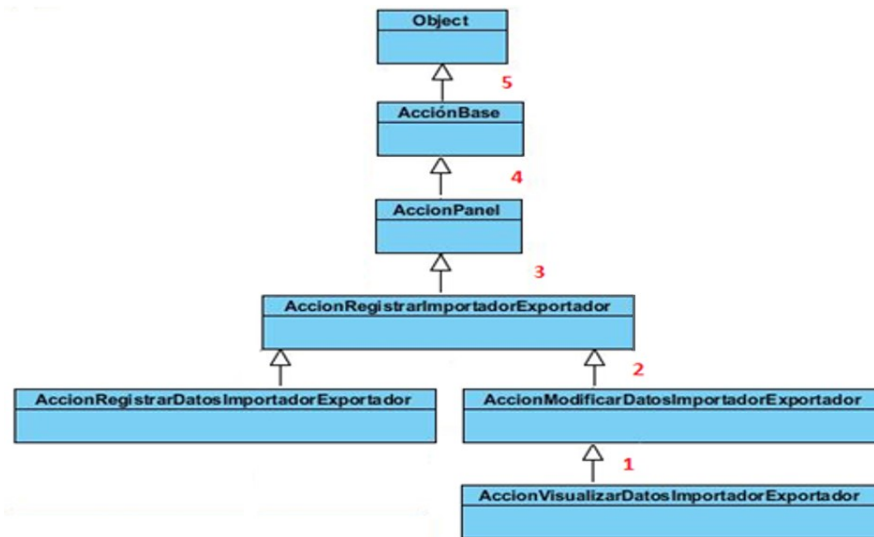 Object
5
AcciónBase
4
AccionPanel
3
AccionRegistrarImportadorExportador
2
AccionRegistrarDatosImportadorExportador
AccionModificarDatosImportadorExportador
1
AccionVisualizarDatosImportadorExportador